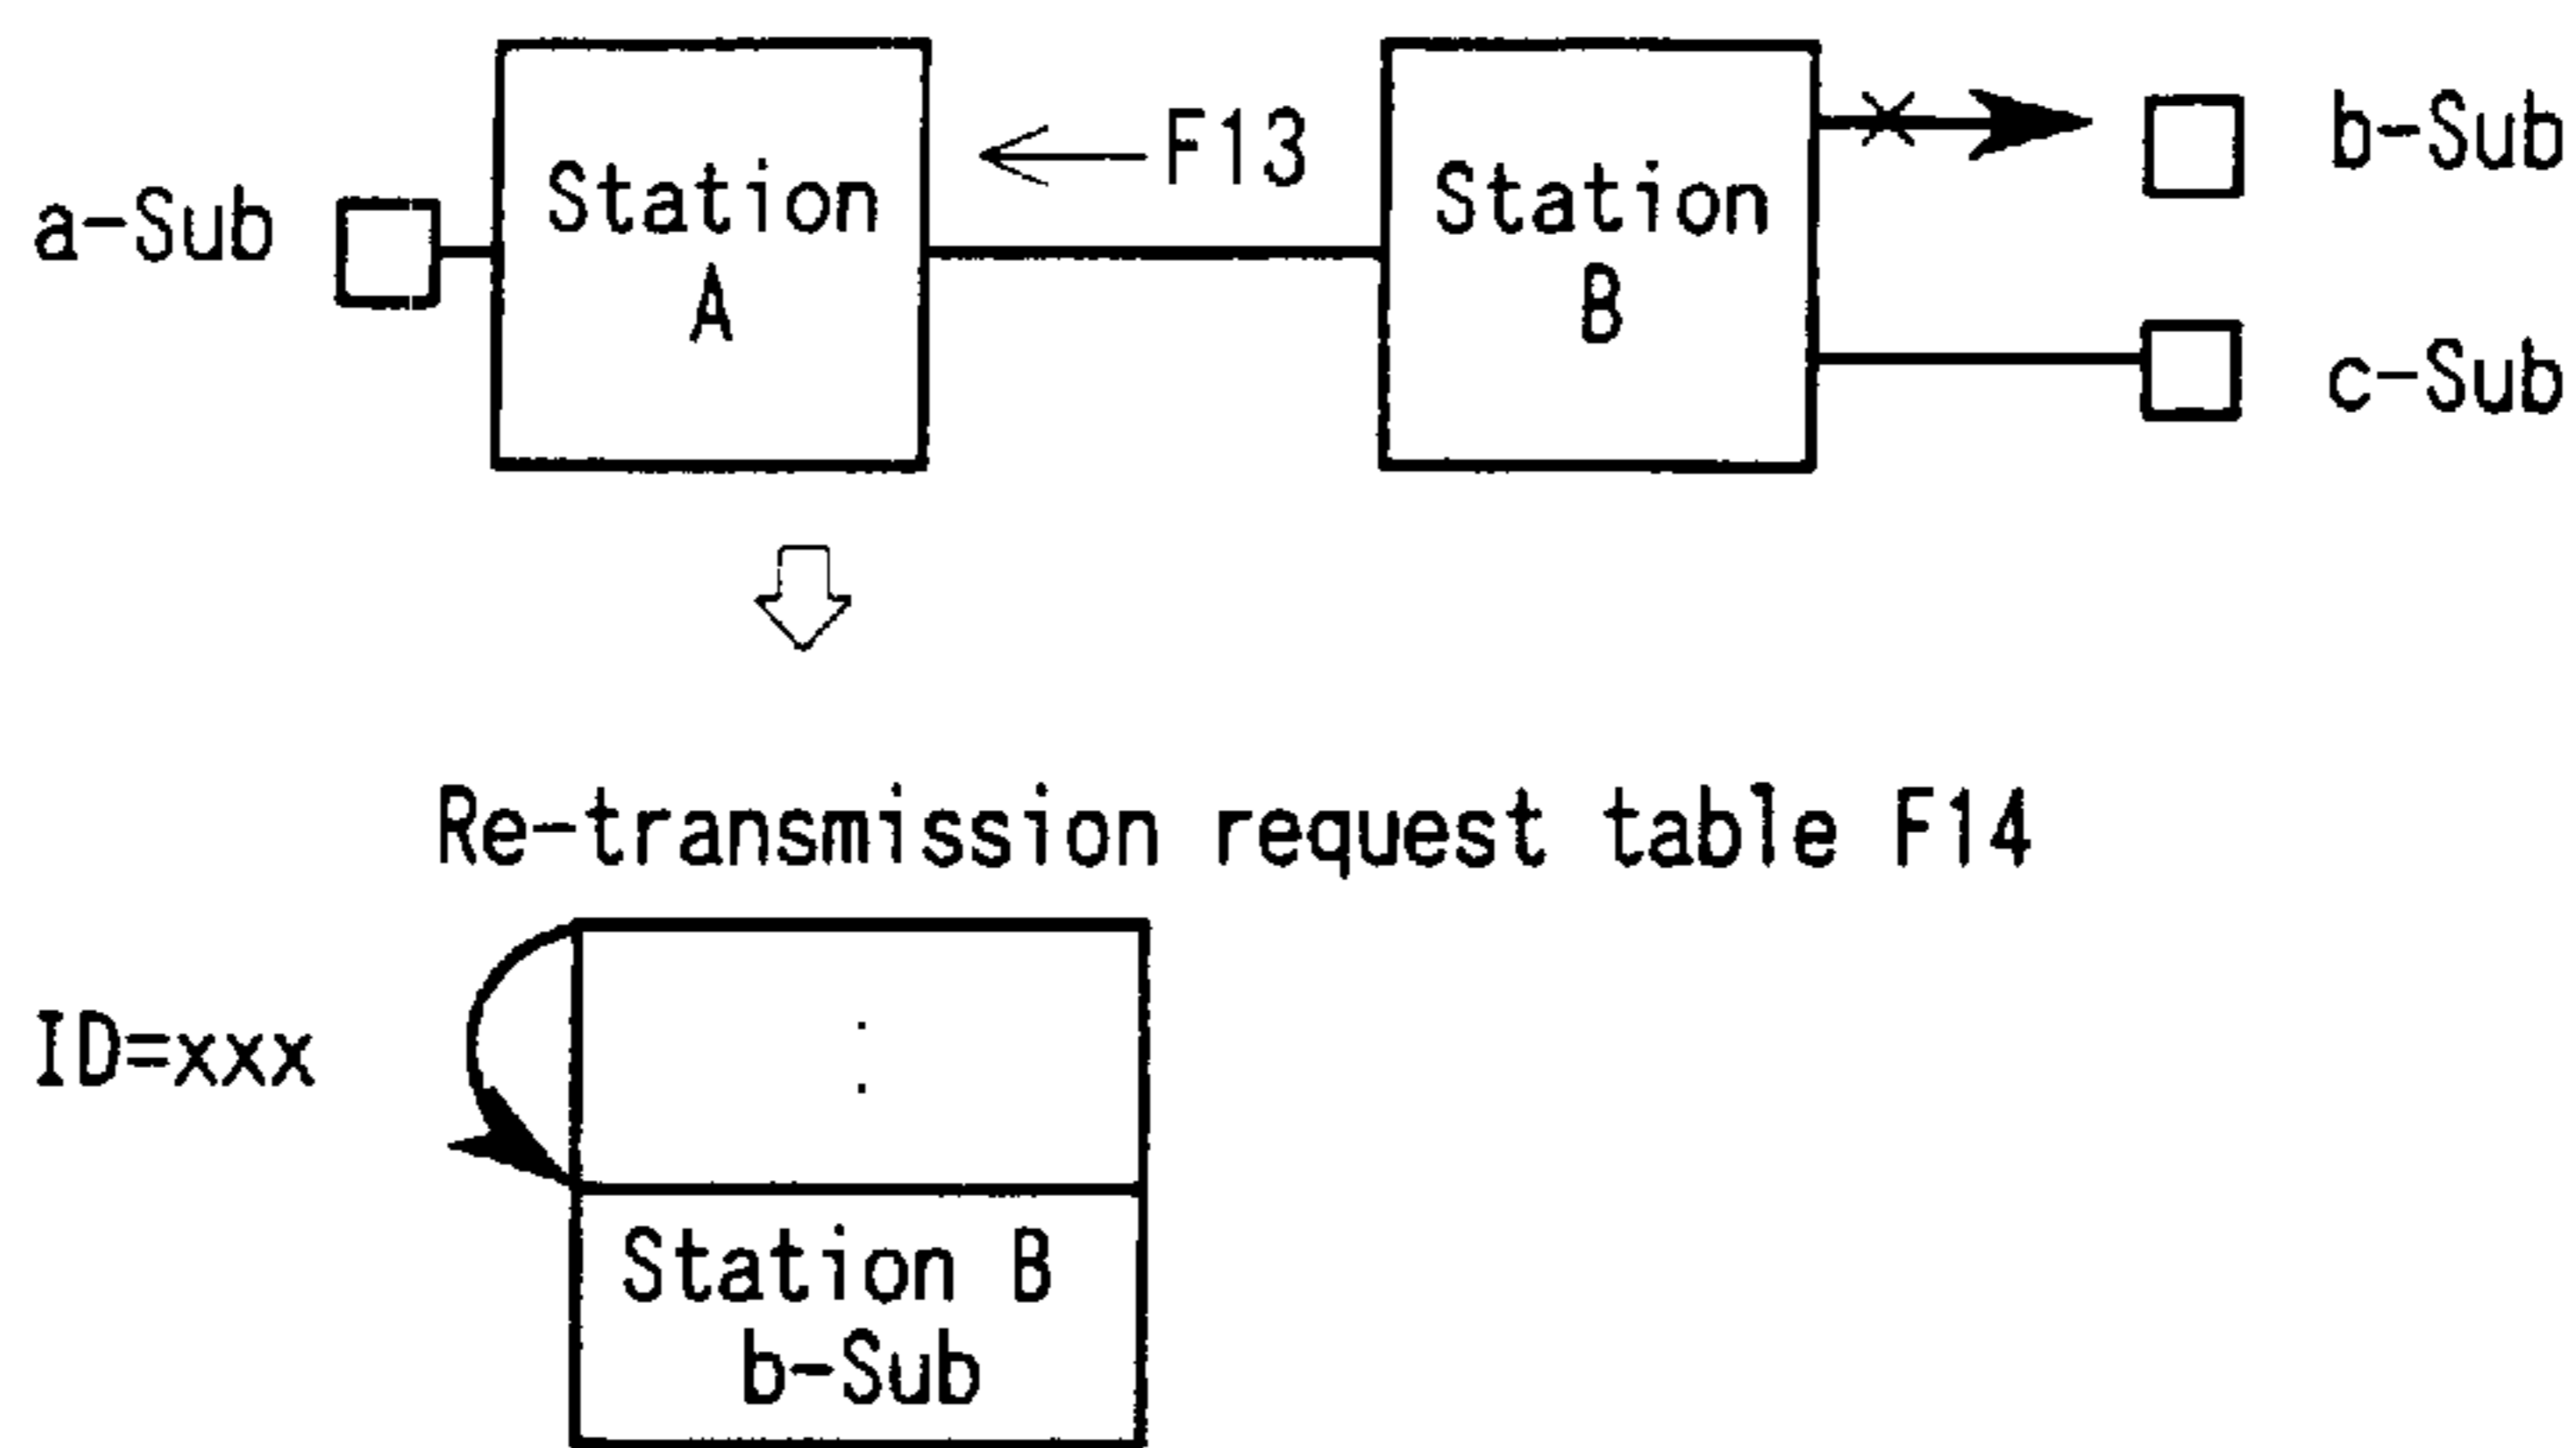 a-Sub
Station
A
F13
Station
B
b-Sub
c-Sub
Re-transmission request table F14
ID=xxx
:
Station B
b-Sub